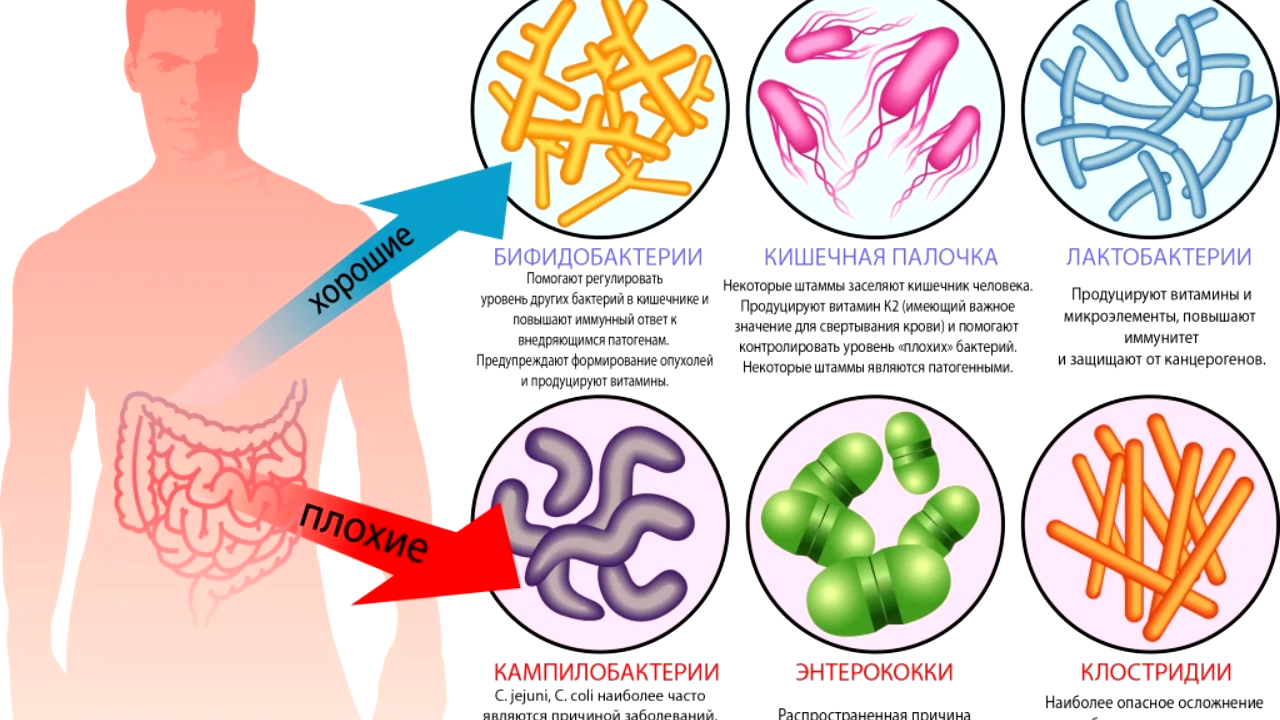 хорошие
БИФИДОБАКТЕРИИ
Помогают регулировать
уровень других бактерий в кишечнике и
повышают иммунный ответ к
внедряющимся патогенам.
Предупреждают формирование опухолей
и продуцируют витамины.
КИШЕЧНАЯ ПАЛОЧКА
Некоторые штаммы заселяют кишечник человека.
Продуцируют витамин К2 (имеющий важное
значение для свертывания крови) и помогают
контролировать уровень «плохих» бактерий.
Некоторые штаммы являются патогенными.
ЛАКТОБАКТЕРИИ
Продуцируют витамины и
микроэлементы, повышают
иммунитет
и защищают от канцерогенов.
плохие
КАМПИЛОБАКТЕРИИ
C. jejuni, C. coli наиболее часто
являются причиной заболеваний.
ЭНТЕРОКОККИ
Распространенная причина
КЛОСТРИДИИ
Наиболее опасное осложнение